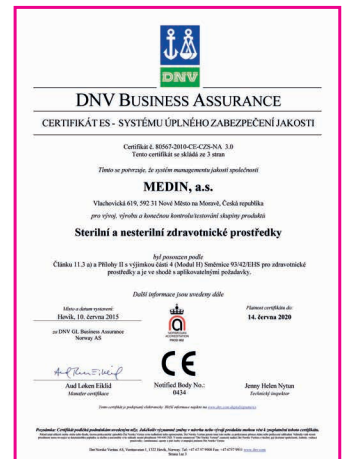 DNV
DNV BUSINESS ASSURANCE
CERTIFIKÁT ES - SYSTÉMU ÚPLNÉHO ZABEZPEČENÍ JAKOSTI
Certifikát č. 80567-2010-CE-CZS-NA 3.0
Tento certifikát se skládá ze 3 stran
Tímto se potvrzuje, že systém managementu jakosti společnosti
MEDIN, a.s.
Vlachovická 619, 592 31 Nové Město na Moravě, Česká republika
pro vývoj, výrobu a konečnou kontrolu/testování skupiny produktů
Sterilní a nesterilní zdravotnické prostředky
byl posouzen podle
Článku 11.3 a) a Přílohy II s výjimkou části 4 (Modul H) Směrnice 93/42/EHS pro zdravotnické
prostředky a je ve shodě s aplikovatelnými požadavky.
Další informace jsou uvedeny dále
Místo a datum vystavení:
Høvik, 10. června 2015
za DNV GL Business Assurance
Norway AS
Platnost certifikátu do:
14. června 2020
Aud Løken Eiklid
Manažer certifikace
CE
Notified Body No.:
0434
Jenny Helen Nytun
Technický inspektor